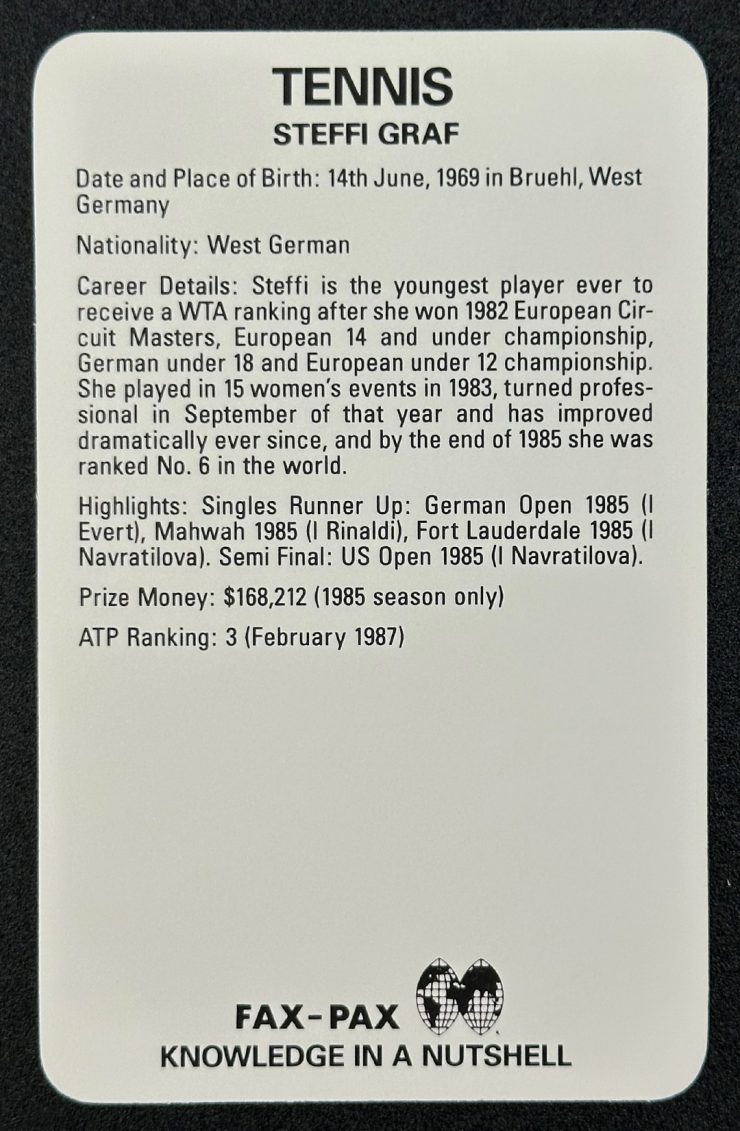 TENNIS
STEFFI GRAF
Date and Place of Birth: 14th June, 1969 in Bruehl, West
Germany
Nationality: West German
Career Details: Steffi is the youngest player ever to
receive a WTA ranking after she won 1982 European Cir-
cuit Masters, European 14 and under championship,
German under 18 and European under 12 championship.
She played in 15 women's events in 1983, turned profes-
sional in September of that year and has improved
dramatically ever since, and by the end of 1985 she was
ranked No. 6 in the world.
Highlights: Singles Runner Up: German Open 1985 (l
Evert), Mahwah 1985 (l Rinaldi), Fort Lauderdale 1985 (l
Navratilova). Semi Final: US Open 1985 (l Navratilova).
Prize Money: $168,212 (1985 season only)
ATP Ranking: 3 (February 1987)
FAX-PAX
KNOWLEDGE IN A NUTSHELL